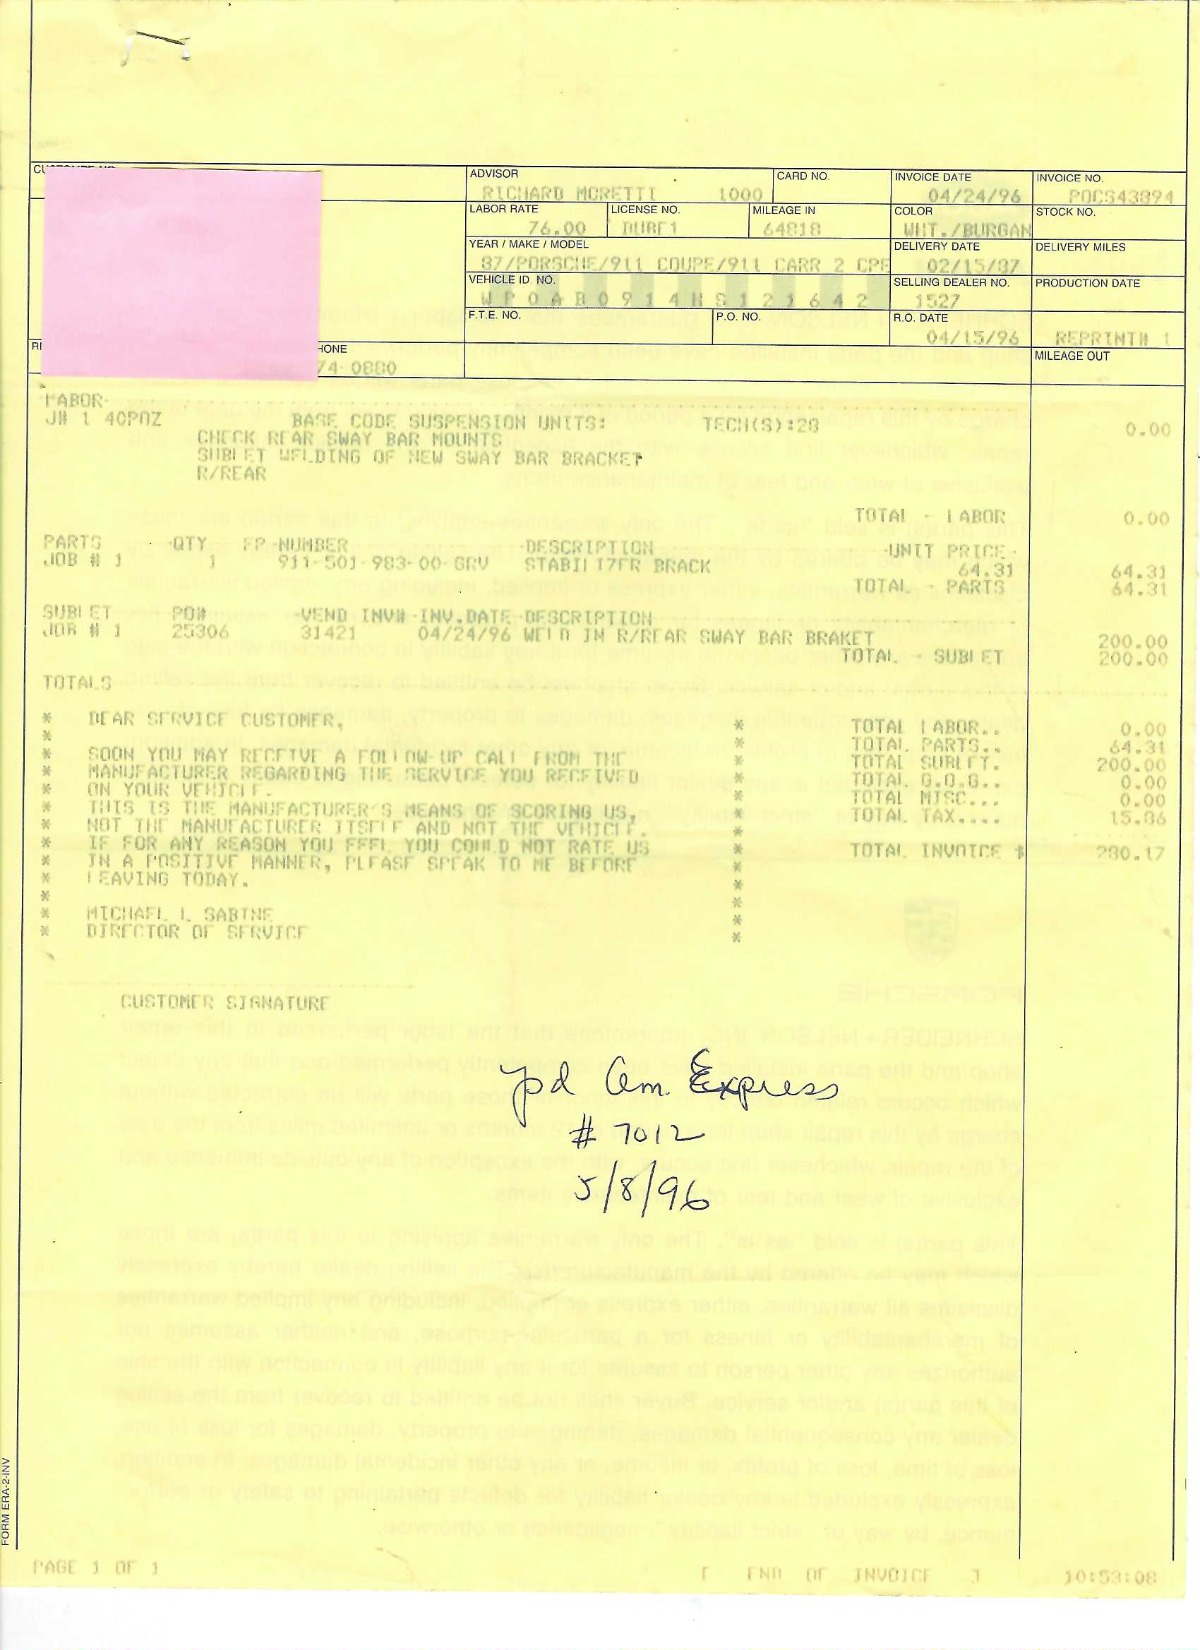 ADVISOR CARD NO. INVOICE DATE INVOICE NO.
RICHARD MORETTI 1000 04/24/96 POCS43894
LABOR RATE LICENSE NO. MILEAGE IN COLOR STOCK NO.
76.00 64818 WHT./BURGAN
YEAR / MAKE / MODEL DELIVERY DATE DELIVERY MILES
87/PORSCHE/911 COUPE/911 CARR 2 CPE 02/15/87
VEHICLE ID. NO. SELLING DEALER NO. PRODUCTION DATE
WP0AB0914HS121642 1527
F.T.E. NO. P.O. NO. R.O. DATE
04/15/96 REPRINT# 1
MILEAGE OUT
74-0880
LABOR
J# 1 40POZ BASE CODE SUSPENSION UNITS: TECH(S):28 0.00
CHECK REAR SWAY BAR MOUNTS
SUBLET WELDING OF NEW SWAY BAR BRACKET
R/REAR
TOTAL - LABOR 0.00
PARTS QTY FP-NUMBER DESCRIPTION UNIT PRICE
JOB # 1 1 911-501-983-00-GRV STABILIZER BRACK 64.31 64.31
TOTAL - PARTS 64.31
SUBLET PO# VEND INV# INV.DATE DESCRIPTION
JOB # 1 25306 31421 04/24/96 WELD IN R/REAR SWAY BAR BRAKET 200.00
TOTAL - SUBLET 200.00
TOTALS
* DEAR SERVICE CUSTOMER, * TOTAL LABOR.. 0.00
* * TOTAL PARTS.. 64.31
* SOON YOU MAY RECEIVE A FOLLOW-UP CALL FROM THE * TOTAL SUBLET. 200.00
* MANUFACTURER REGARDING THE SERVICE YOU RECEIVED * TOTAL G.O.G.. 0.00
* ON YOUR VEHICLE. * TOTAL MISC... 0.00
* THIS IS THE MANUFACTURER'S MEANS OF SCORING US, * TOTAL TAX.... 15.86
* NOT THE MANUFACTURER ITSELF AND NOT THE VEHICLE. *
* IF FOR ANY REASON YOU FEEL YOU COULD NOT RATE US * TOTAL INVOICE $ 280.17
* IN A POSITIVE MANNER, PLEASE SPEAK TO ME BEFORE *
* LEAVING TODAY. *
* *
* MICHAEL L SABINE *
* DIRECTOR OF SERVICE *
CUSTOMER SIGNATURE
pd Am. Express
# 7012
5/8/96
FORM ERA-2-INV
PAGE 1 OF 1 [ END OF INVOICE ] 10:53:08